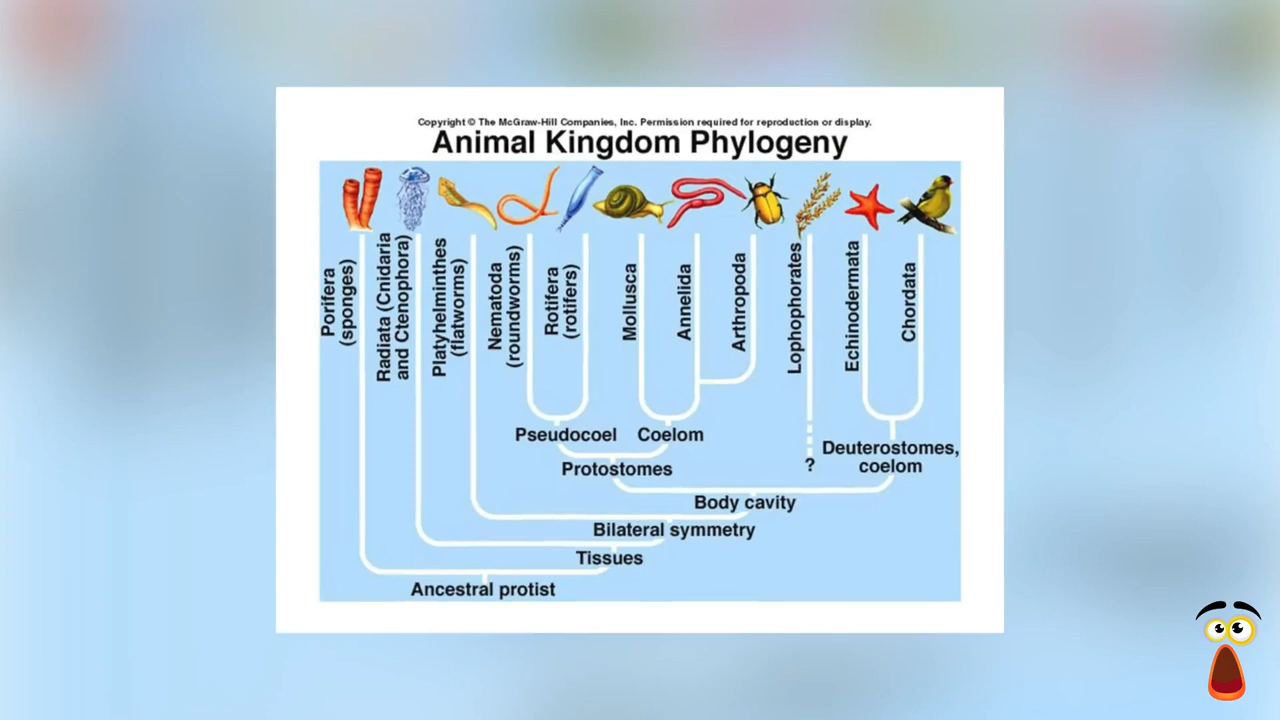 Copyright © The McGraw-Hill Companies, Inc. Permission required for reproduction or display.
Animal Kingdom Phylogeny
Porifera
(sponges)
Radiata (Cnidaria
and Ctenophora)
Platyhelminthes
(flatworms)
Nematoda
(roundworms)
Rotifera
(rotifers)
Mollusca
Annelida
Arthropoda
Lophophorates
Echinodermata
Chordata
Pseudocoel
Coelom
Deuterostomes,
coelom
Protostomes
?
Body cavity
Bilateral symmetry
Tissues
Ancestral protist